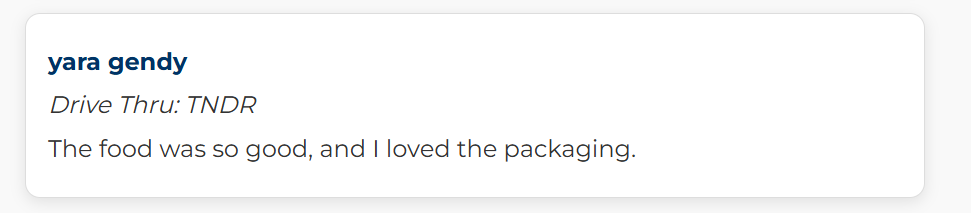 yara gendy
Drive Thru: TNDR
The food was so good, and I loved the packaging.